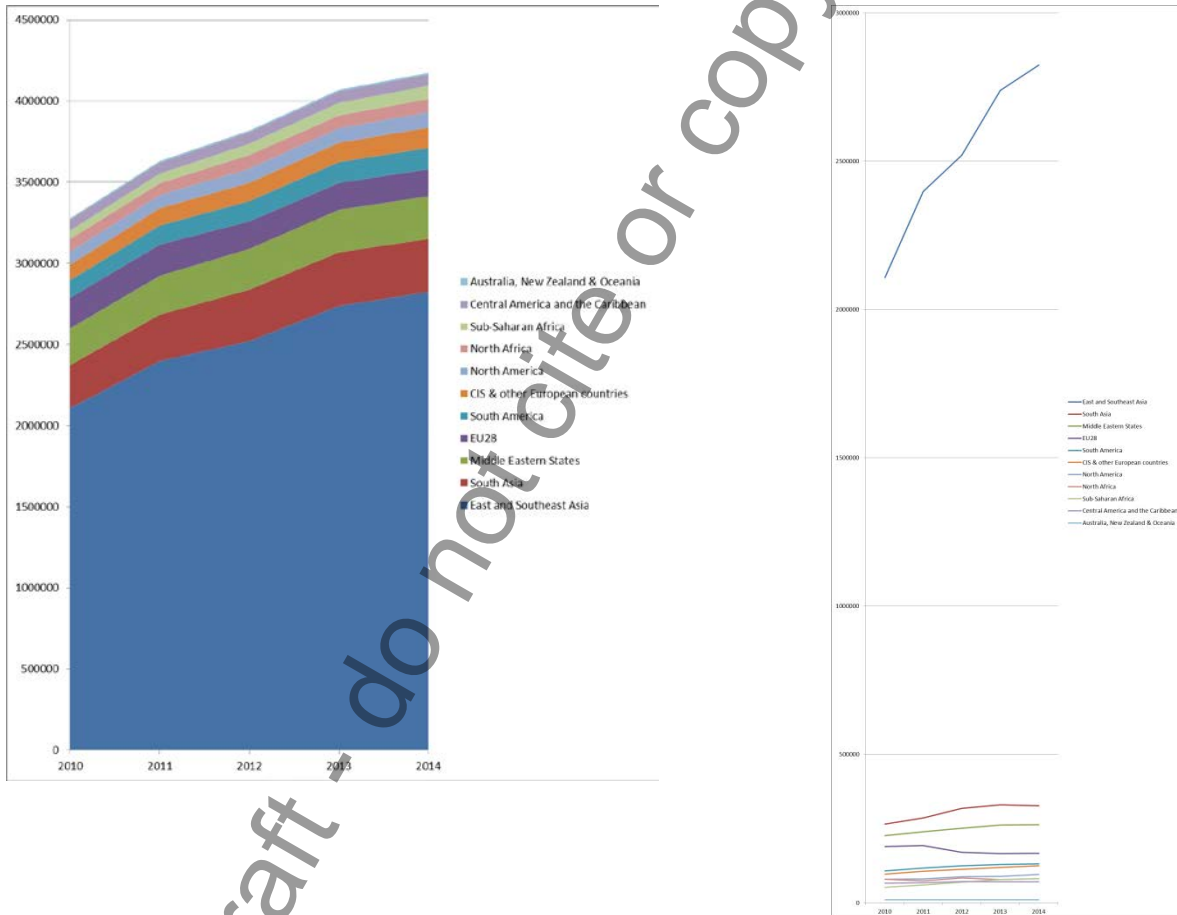 4500000
4000000
3500000
3000000
2500000
2000000
1500000
1000000
500000
0
2010 2011 2012 2013 2014
Australia, New Zealand & Oceania
Central America and the Caribbean
Sub-Saharan Africa
North Africa
North America
CIS & other European countries
South America
EU28
Middle Eastern States
South Asia
East and Southeast Asia
3000000
2500000
2000000
1500000
1000000
500000
0
2010 2011 2012 2013 2014
East and Southeast Asia
South Asia
Middle Eastern States
EU28
South America
CIS & other European countries
North America
North Africa
Sub-Saharan Africa
Central America and the Caribbean
Australia, New Zealand & Oceania
raft - do not cite or copy